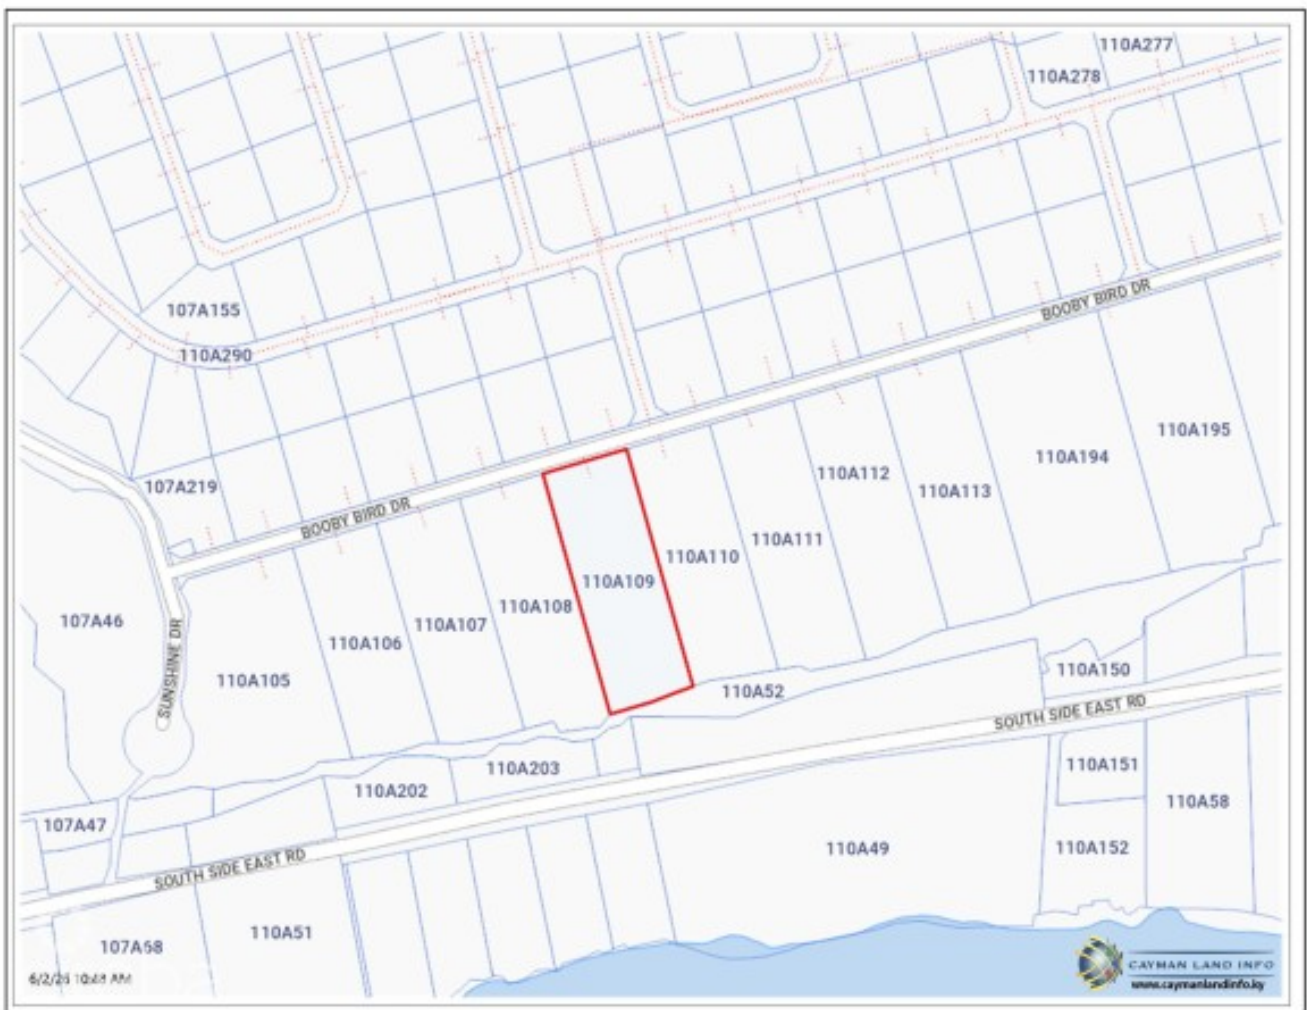 110A277
110A278
107A155
110A290
BOOBY BIRD DR
110A195
110A194
110A112
107A219
110A113
BOOBY BIRD DR
110A111
110A110
110A109
110A108
107A46
110A107
110A106
SUNSHINE DR
110A105
110A150
110A52
SOUTH SIDE EAST RD
110A203
110A151
110A202
110A58
107A47
110A49
110A152
SOUTH SIDE EAST RD
110A51
107A68
CAYMAN LAND INFO
www.caymanlandinfo.ky